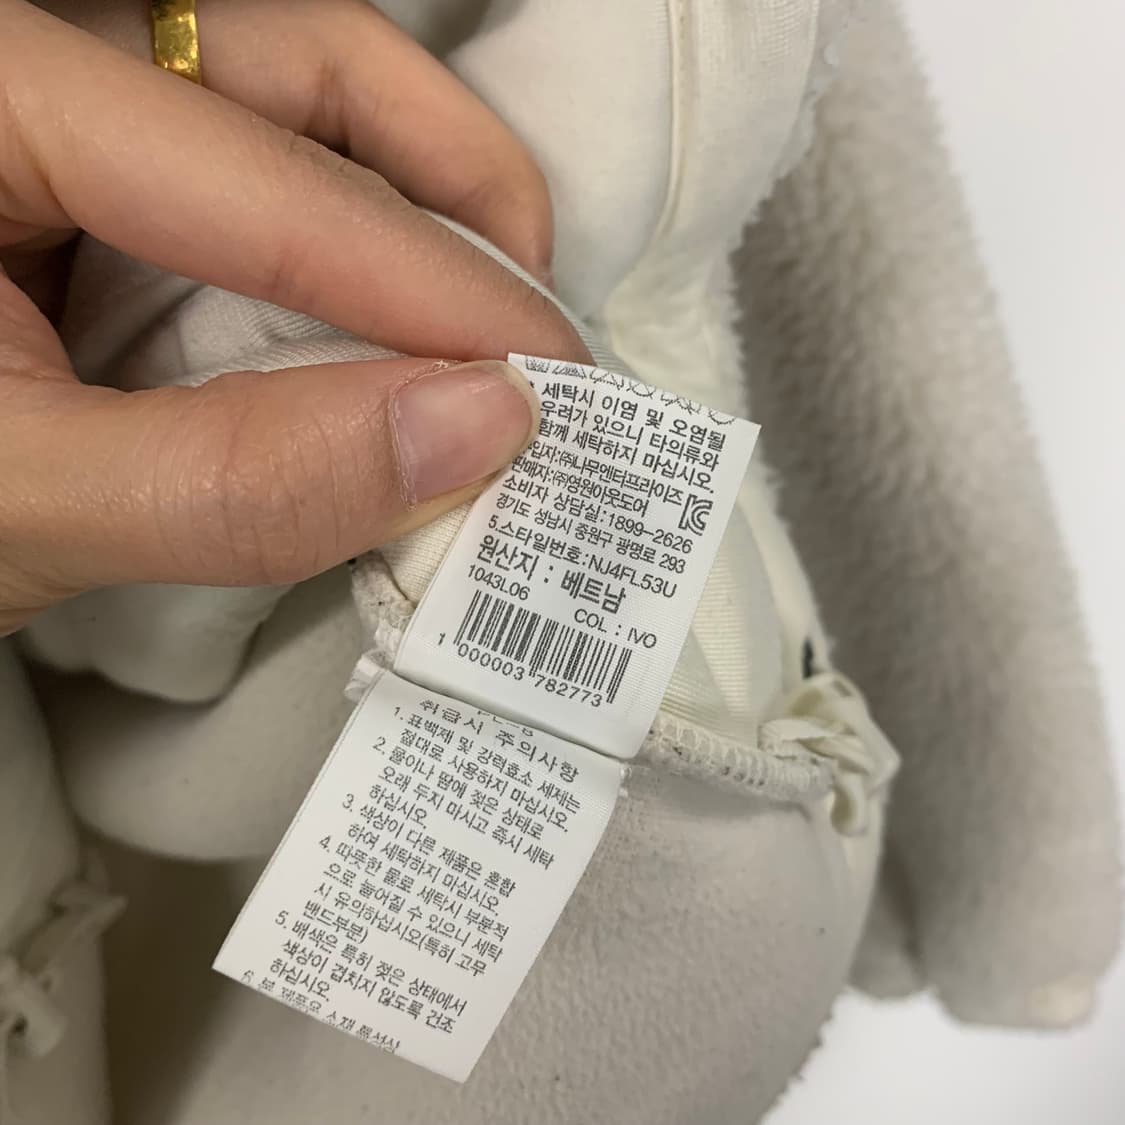 세탁시 이염 및 오염될
우려가 있으니 타의류와
함께 세탁하지 마십시오.
입자:㈜나무엔터프라이즈
판매자:㈜영원아웃도어
소비자 상담실:1899-2626
경기도 성남시 중원구 광명로 293
5.스타일번호:NJ4FL53U
원산지 : 베트남
1043L06
COL : IVO
1 000003 782773
취급시 주의사항
1. 표백제 및 강력효소 세제는
절대로 사용하지 마십시오.
2. 물이나 땀에 젖은 상태로
오래 두지 마시고 즉시 세탁
하십시오.
3. 색상이 다른 제품은 혼합
하여 세탁하지 마십시오.
4. 따뜻한 물로 세탁시 부분적
으로 늘어질 수 있으니 세탁
시 유의하십시오(특히 고무
밴드부분)
5. 배색은 특히 젖은 상태에서
색상이 겹치지 않도록 건조
하십시오.
6. 본 제품은 소재 특성상